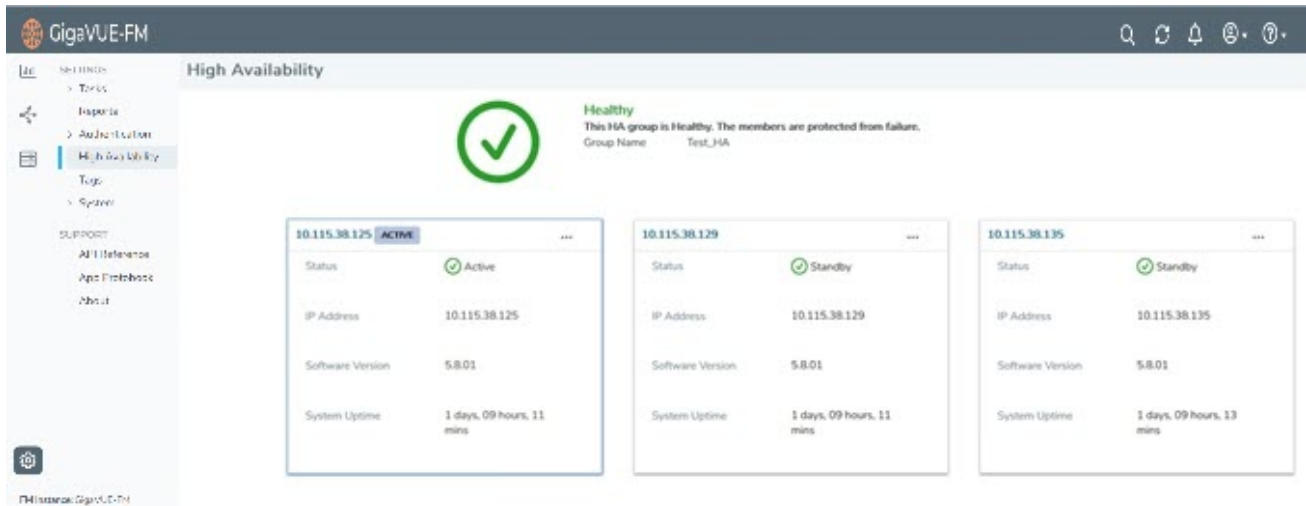 GigaVUE-FM
SETTINGS
Tasks
Reports
Authentication
High Availability
Tags
System
SUPPORT
API Reference
About
FM Instance: GigaVUE-FM
High Availability
Healthy
This HA group is Healthy. The members are protected from failure.
Group Name Test_HA
10.115.38.125 ACTIVE ...
Status Active
IP Address 10.115.38.125
Software Version 5.8.01
System Uptime 1 days, 09 hours, 11
mins
10.115.38.129 ...
Status Standby
IP Address 10.115.38.129
Software Version 5.8.01
System Uptime 1 days, 09 hours, 11
mins
10.115.38.135 ...
Status Standby
IP Address 10.115.38.135
Software Version 5.8.01
System Uptime 1 days, 09 hours, 13
mins